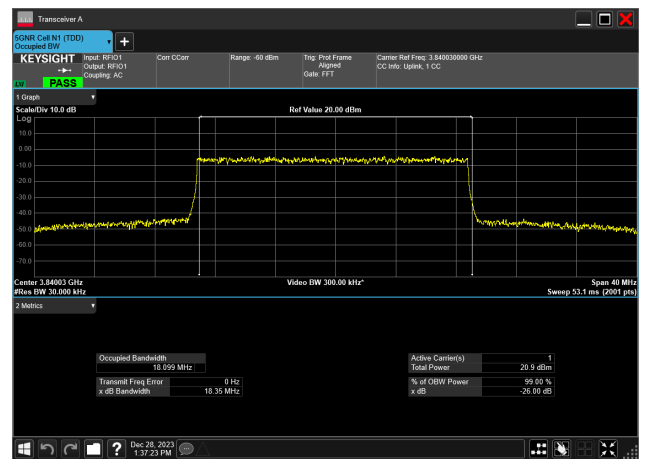 Transceiver A
5GNR Cell N1 (TDD)
Occupied BW
KEYSIGHT
PASS
Input: RFIO1
Output: RFIO1
Coupling: AC
Corr CCorr
Range: -60 dBm
Trig: Prot Frame
Aligned
Gate: FFT
Carrier Ref Freq: 3.840030000 GHz
CC Info: Uplink, 1 CC
1 Graph
Scale/Div 10.0 dB
Ref Value 20.00 dBm
Log
10.0
0.00
-10.0
-20.0
-30.0
-40.0
-50.0
-60.0
-70.0
Center 3.84003 GHz
Video BW 300.00 kHz*
Span 40 MHz
#Res BW 30.000 kHz
Sweep 53.1 ms (2001 pts)
2 Metrics
Occupied Bandwidth
18.099 MHz
Transmit Freq Error 0 Hz
x dB Bandwidth 18.35 MHz
Active Carrier(s) 1
Total Power 20.9 dBm
% of OBW Power 99.00 %
x dB -26.00 dB
Dec 28, 2023
1:37:23 PM